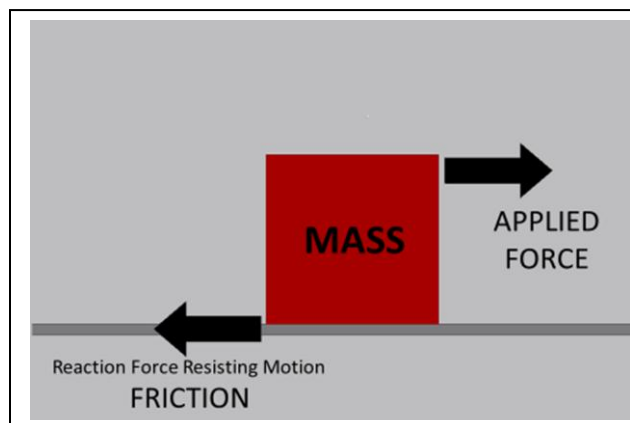 MASS
APPLIED
FORCE
Reaction Force Resisting Motion
FRICTION